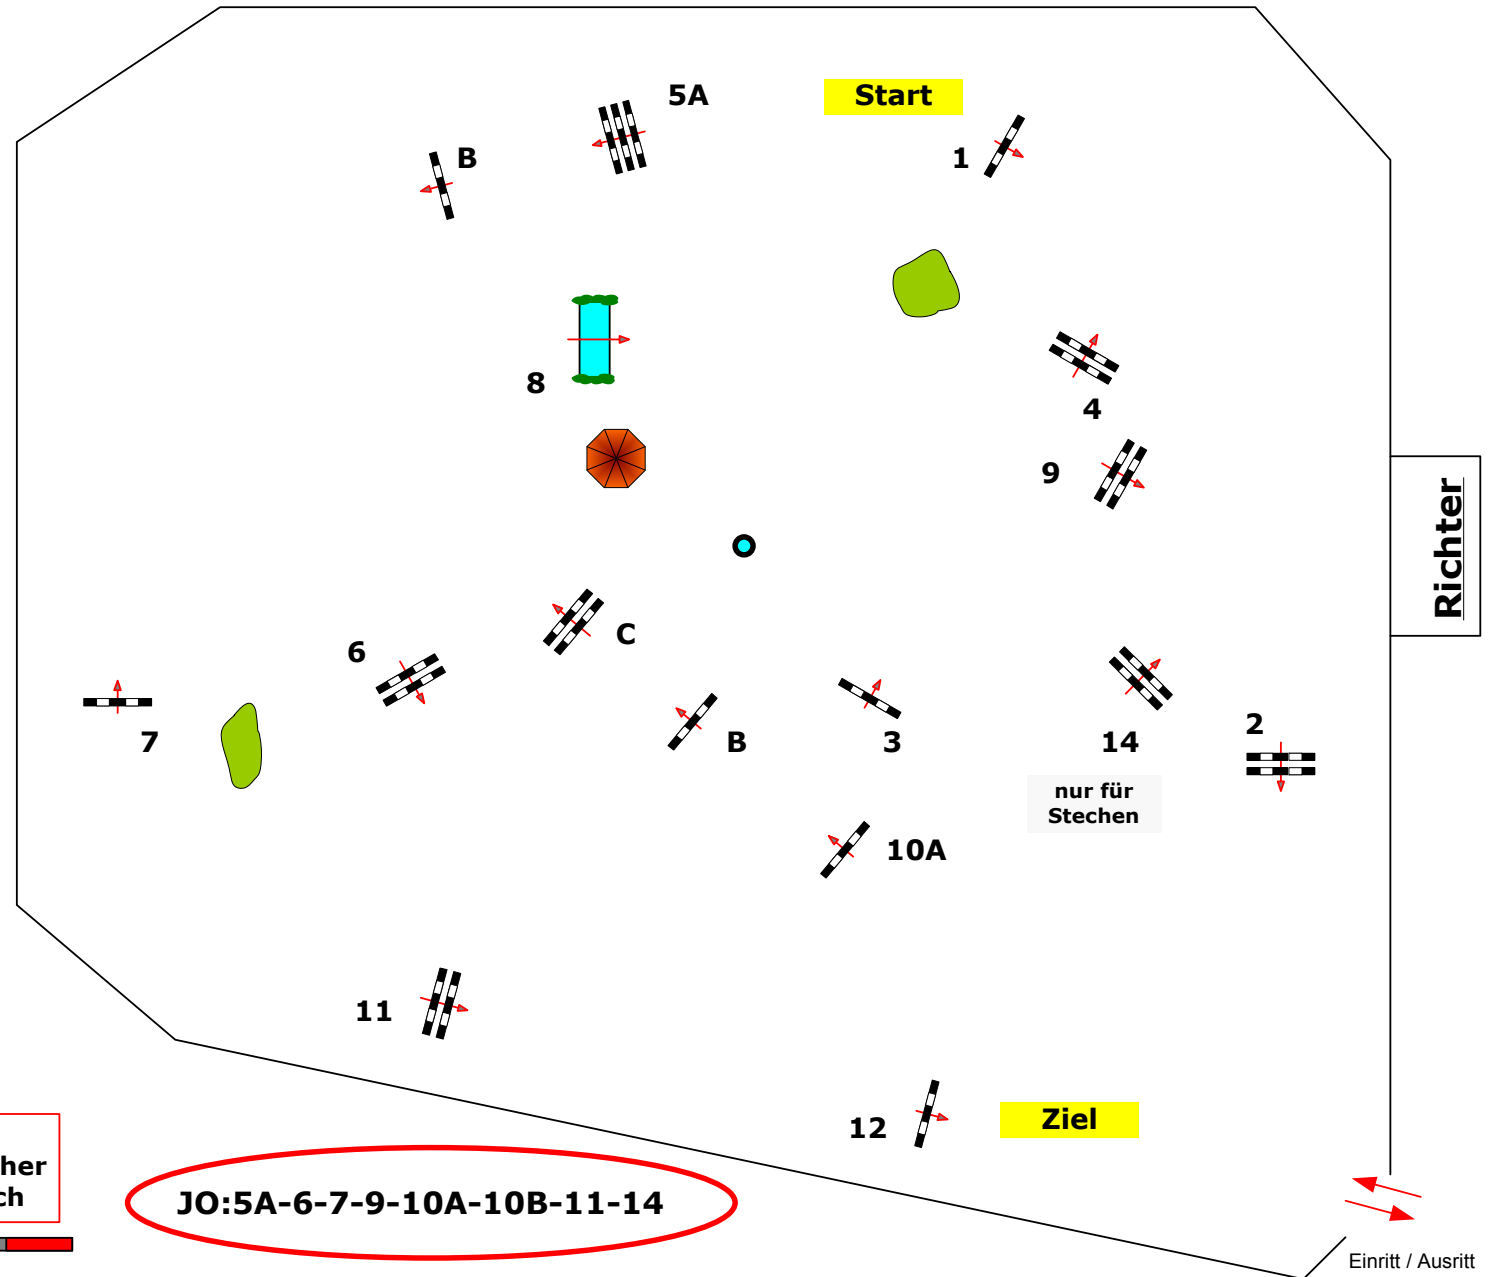 5A
Start
B
1
8
4
9
Richter
C
6
7
B
3
14
2
nur für
Stechen
10A
11
12
Ziel
her
ch
JO:5A-6-7-9-10A-10B-11-14
Einritt / Ausritt